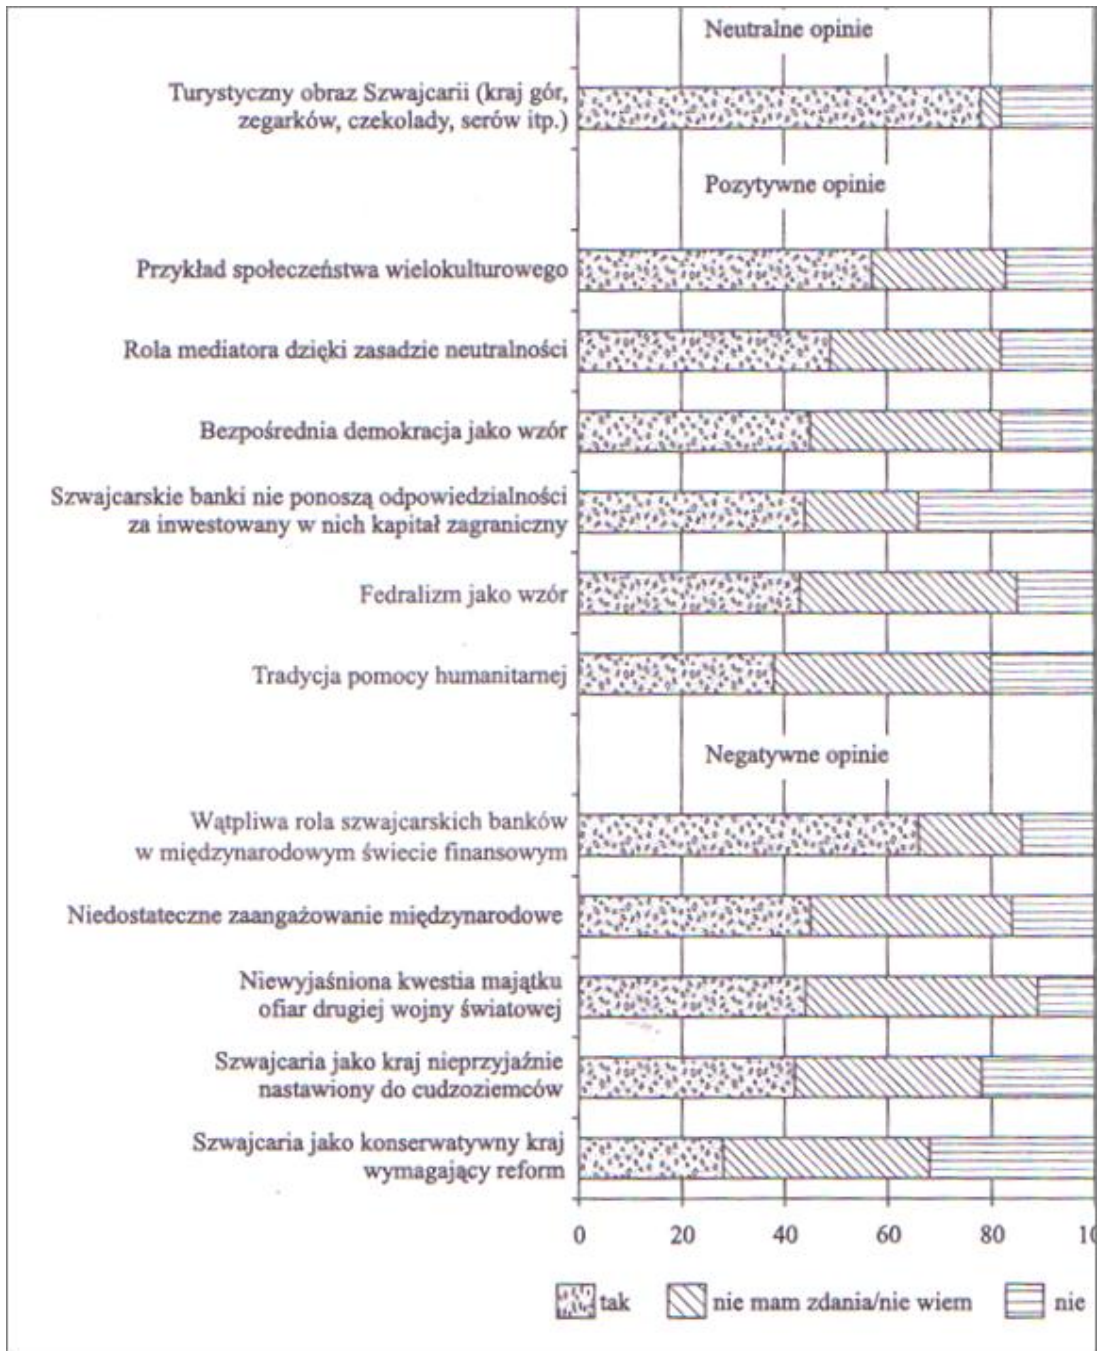 Neutralne opinie
Turystyczny obraz Szwajcarii (kraj gór,
zegarków, czekolady, serów itp.)
Pozytywne opinie
Przykład społeczeństwa wielokulturowego
Rola mediatora dzięki zasadzie neutralności
Bezpośrednia demokracja jako wzór
Szwajcarskie banki nie ponoszą odpowiedzialności
za inwestowany w nich kapitał zagraniczny
Fedralizm jako wzór
Tradycja pomocy humanitarnej
Negatywne opinie
Wątpliwa rola szwajcarskich banków
w międzynarodowym świecie finansowym
Niedostateczne zaangażowanie międzynarodowe
Niewyjaśniona kwestia majątku
ofiar drugiej wojny światowej
Szwajcaria jako kraj nieprzyjaźnie
nastawiony do cudzoziemców
Szwajcaria jako konserwatywny kraj
wymagający reform
0 20 40 60 80
tak nie mam zdania/nie wiem nie